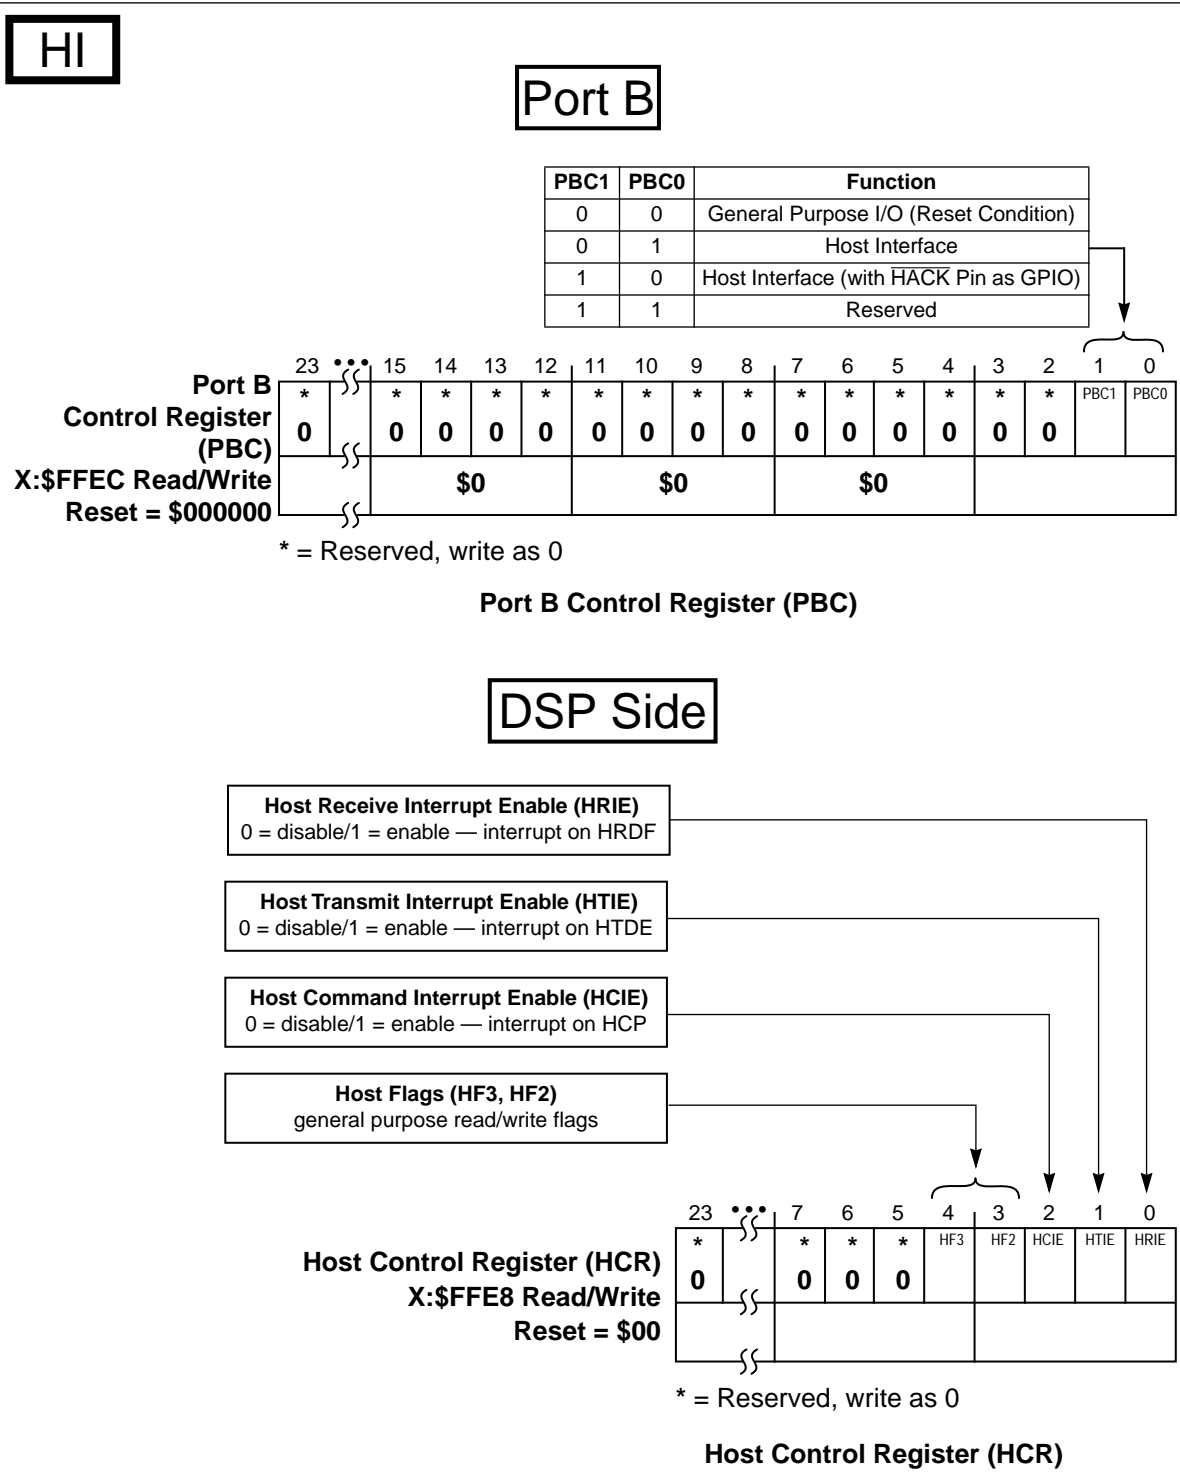 HI
Port B
PBC1 PBC0 Function
0 0 General Purpose I/O (Reset Condition)
0 1 Host Interface
1 0 Host Interface (with HACK Pin as GPIO)
1 1 Reserved
23 ••• 15 14 13 12 11 10 9 8 7 6 5 4 3 2 1 0
Port B
Control Register
(PBC)
X:$FFEC Read/Write
Reset = $000000
* * * * * * * * * * * * * * * PBC1 PBC0
0 0 0 0 0 0 0 0 0 0 0 0 0 0 0
$0 $0 $0
* = Reserved, write as 0
Port B Control Register (PBC)
DSP Side
Host Receive Interrupt Enable (HRIE)
0 = disable/1 = enable — interrupt on HRDF
Host Transmit Interrupt Enable (HTIE)
0 = disable/1 = enable — interrupt on HTDE
Host Command Interrupt Enable (HCIE)
0 = disable/1 = enable — interrupt on HCP
Host Flags (HF3, HF2)
general purpose read/write flags
23 ••• 7 6 5 4 3 2 1 0
* * * * HF3 HF2 HCIE HTIE HRIE
0 0 0 0
Host Control Register (HCR)
X:$FFE8 Read/Write
Reset = $00
* = Reserved, write as 0
Host Control Register (HCR)